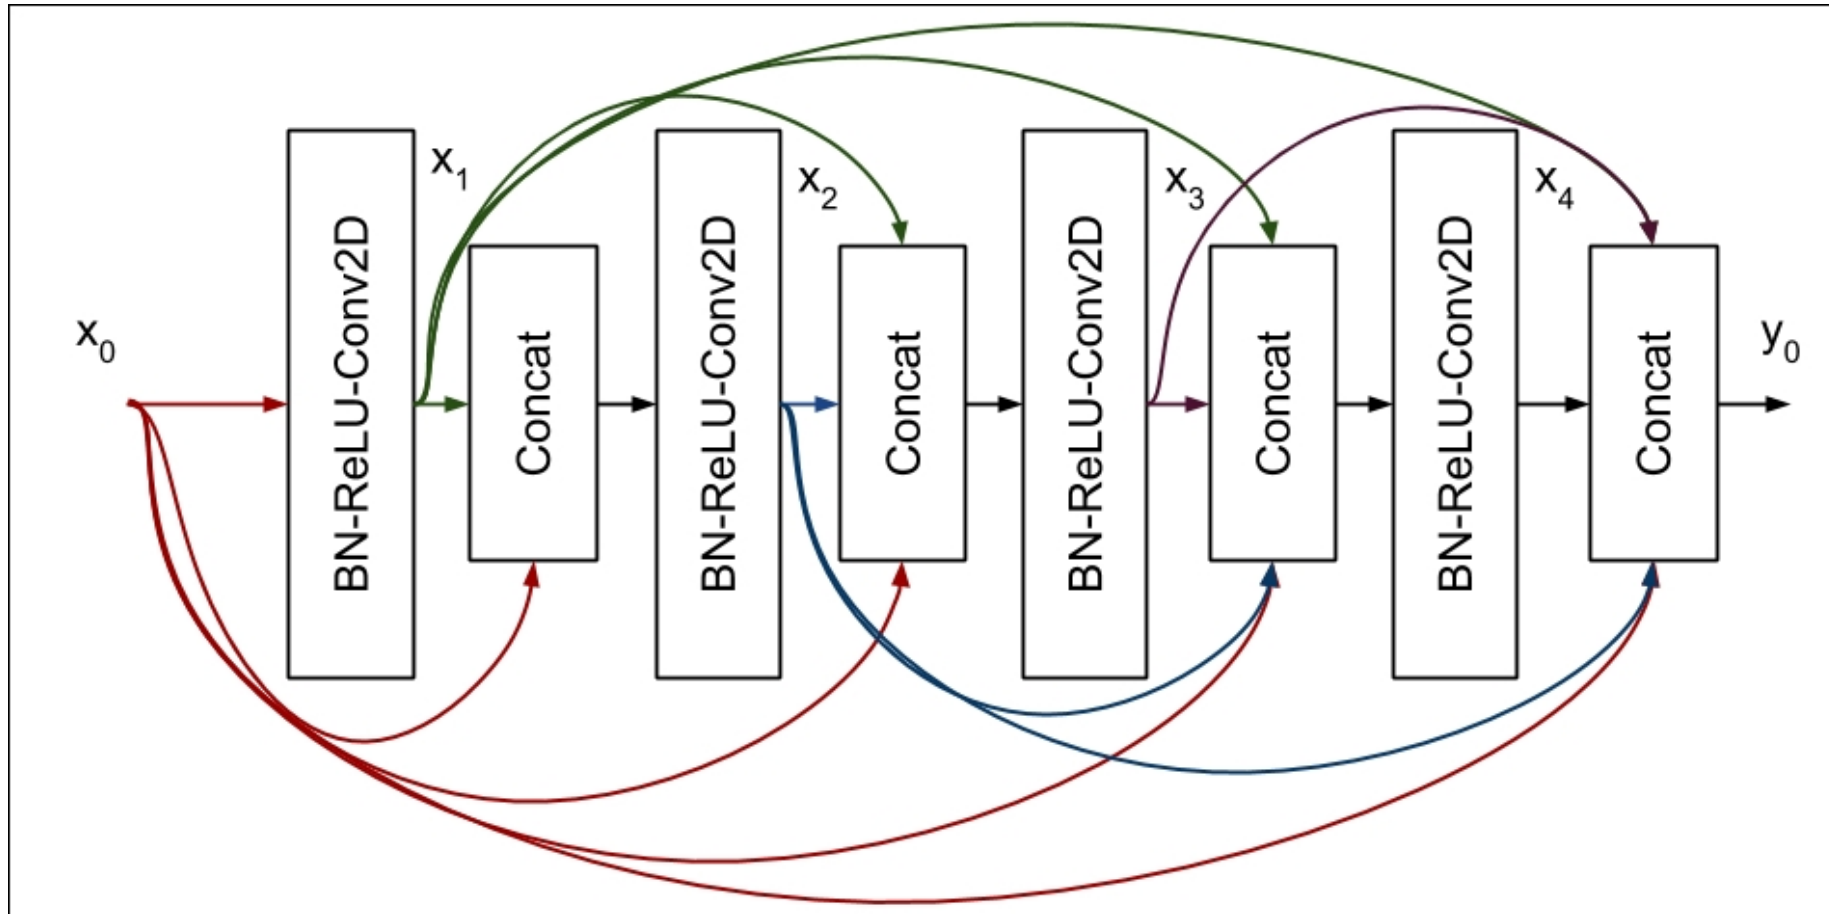 x0
BN-ReLU-Conv2D
x1
Concat
BN-ReLU-Conv2D
x2
Concat
BN-ReLU-Conv2D
x3
Concat
BN-ReLU-Conv2D
x4
Concat
y0